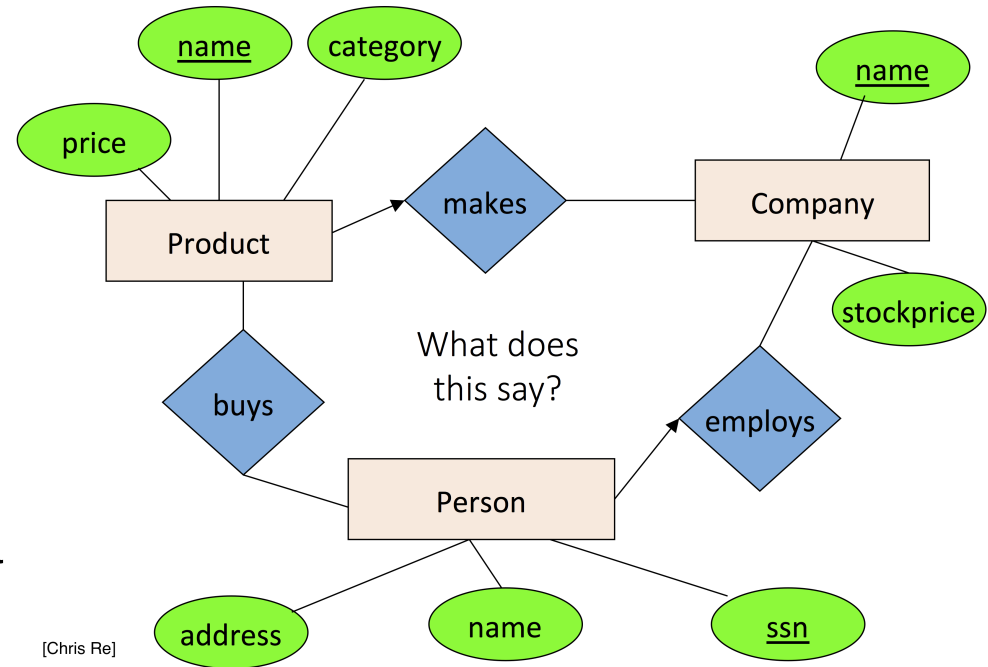 name
category
name
price
makes
Company
Product
stockprice
What does
this say?
buys
employs
Person
address
name
ssn
[Chris Re]